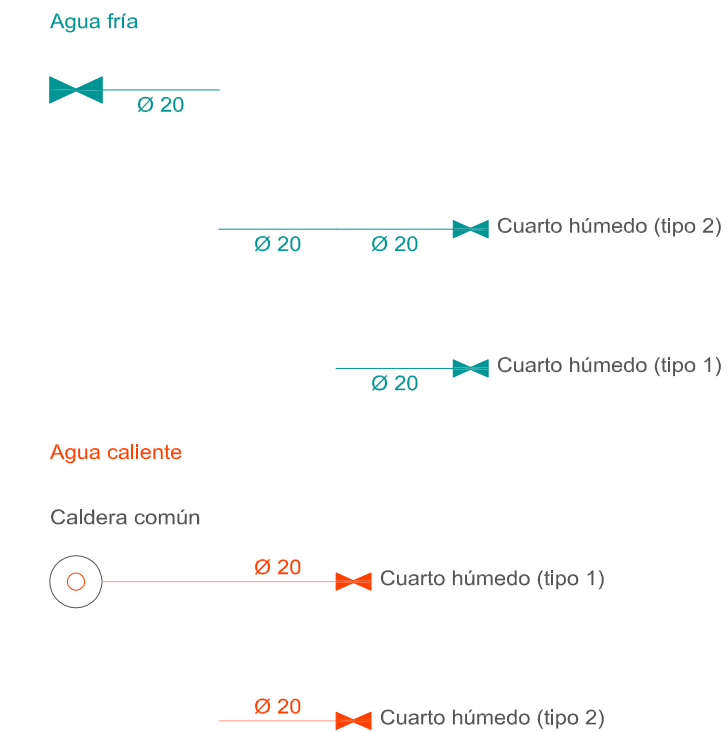 Agua fría
Ø 20
Cuarto húmedo (tipo 2)
Ø 20 Ø 20
Cuarto húmedo (tipo 1)
Ø 20
Agua caliente
Caldera común
Ø 20
Cuarto húmedo (tipo 1)
Ø 20
Cuarto húmedo (tipo 2)